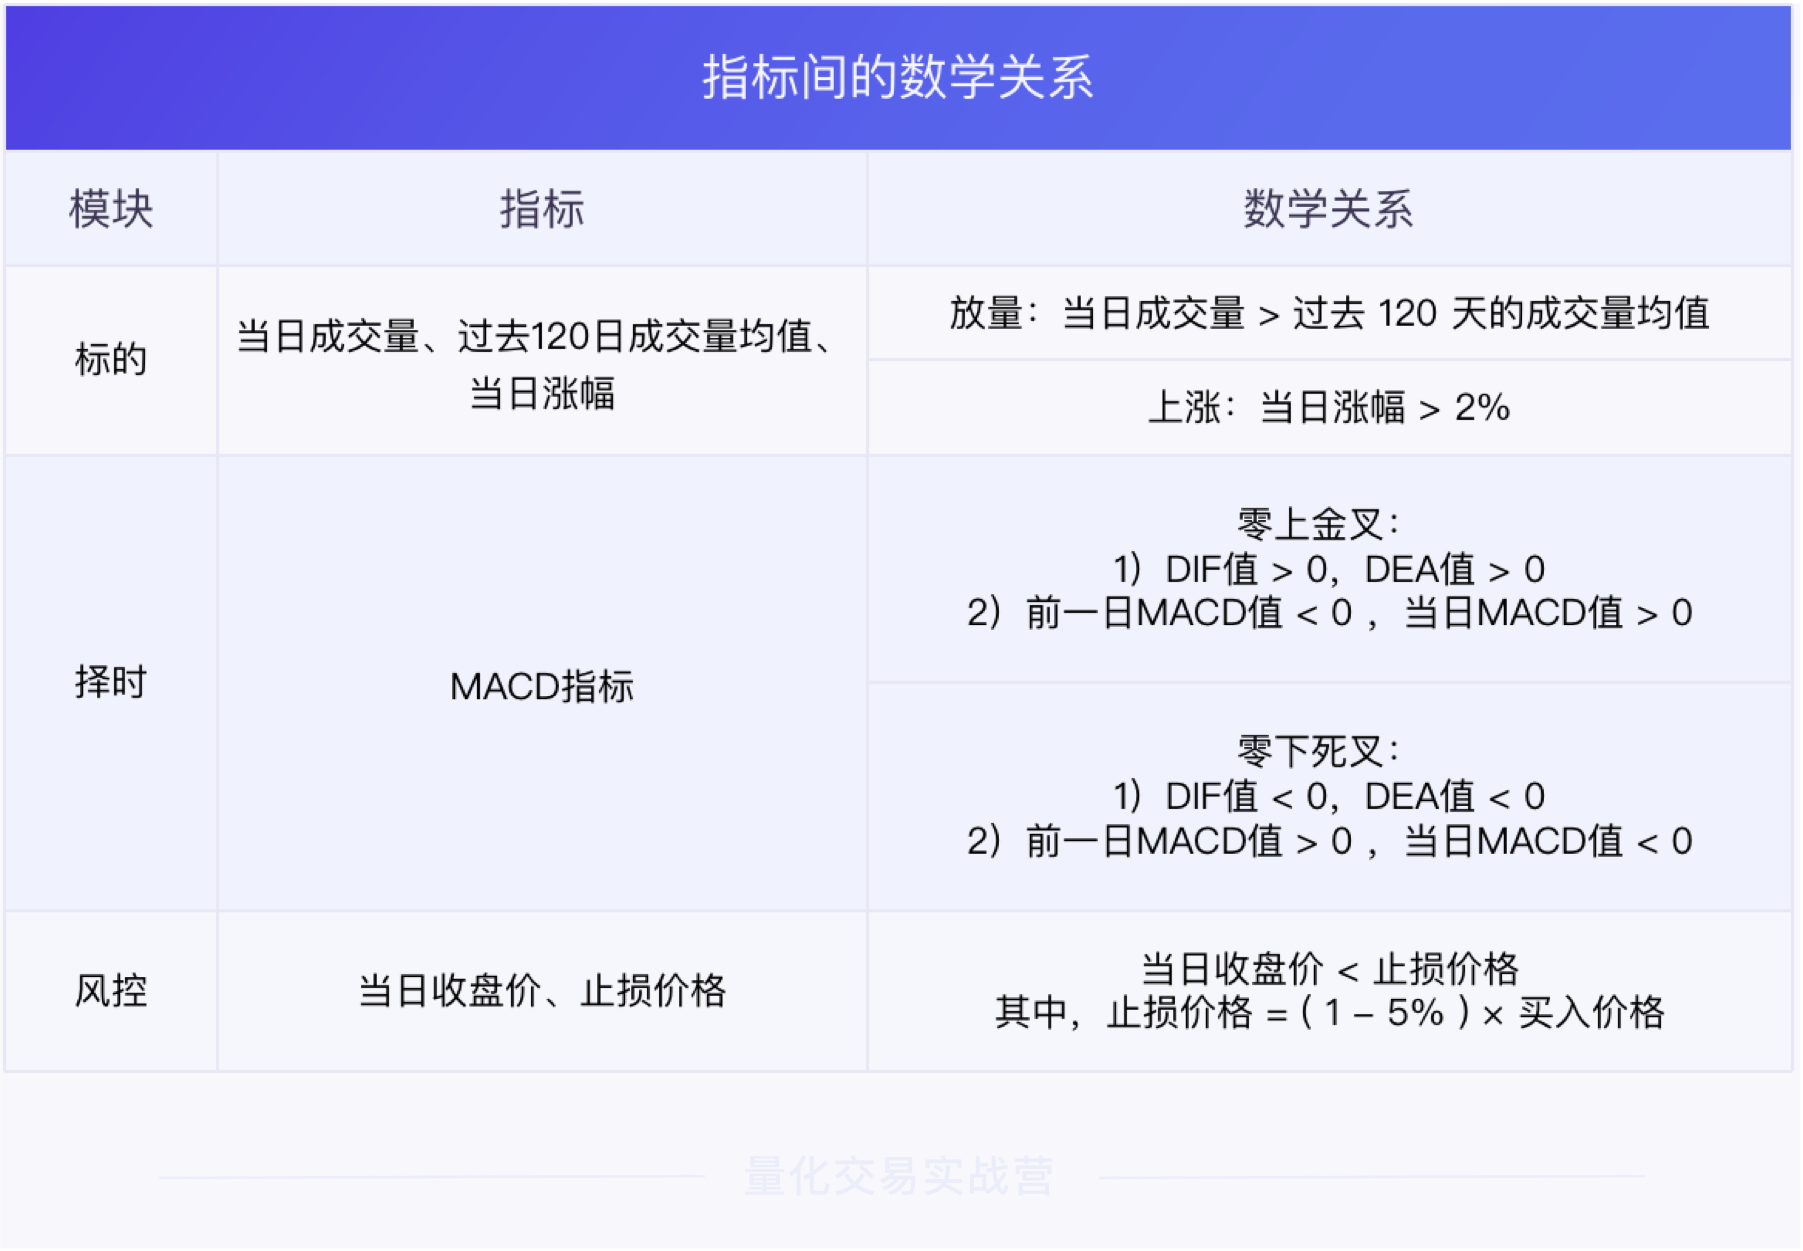 指标间的数学关系
模块
指标
数学关系
标的
当日成交量、过去120日成交量均值、
当日涨幅
放量：当日成交量 > 过去 120 天的成交量均值
上涨：当日涨幅 > 2%
择时
MACD指标
零上金叉：
1）DIF值 > 0，DEA值 > 0
2）前一日MACD值 < 0 ，当日MACD值 > 0
零下死叉：
1）DIF值 < 0，DEA值 < 0
2）前一日MACD值 > 0 ，当日MACD值 < 0
风控
当日收盘价、止损价格
当日收盘价 < 止损价格
其中，止损价格 = ( 1 – 5% ) × 买入价格
量化交易实战营